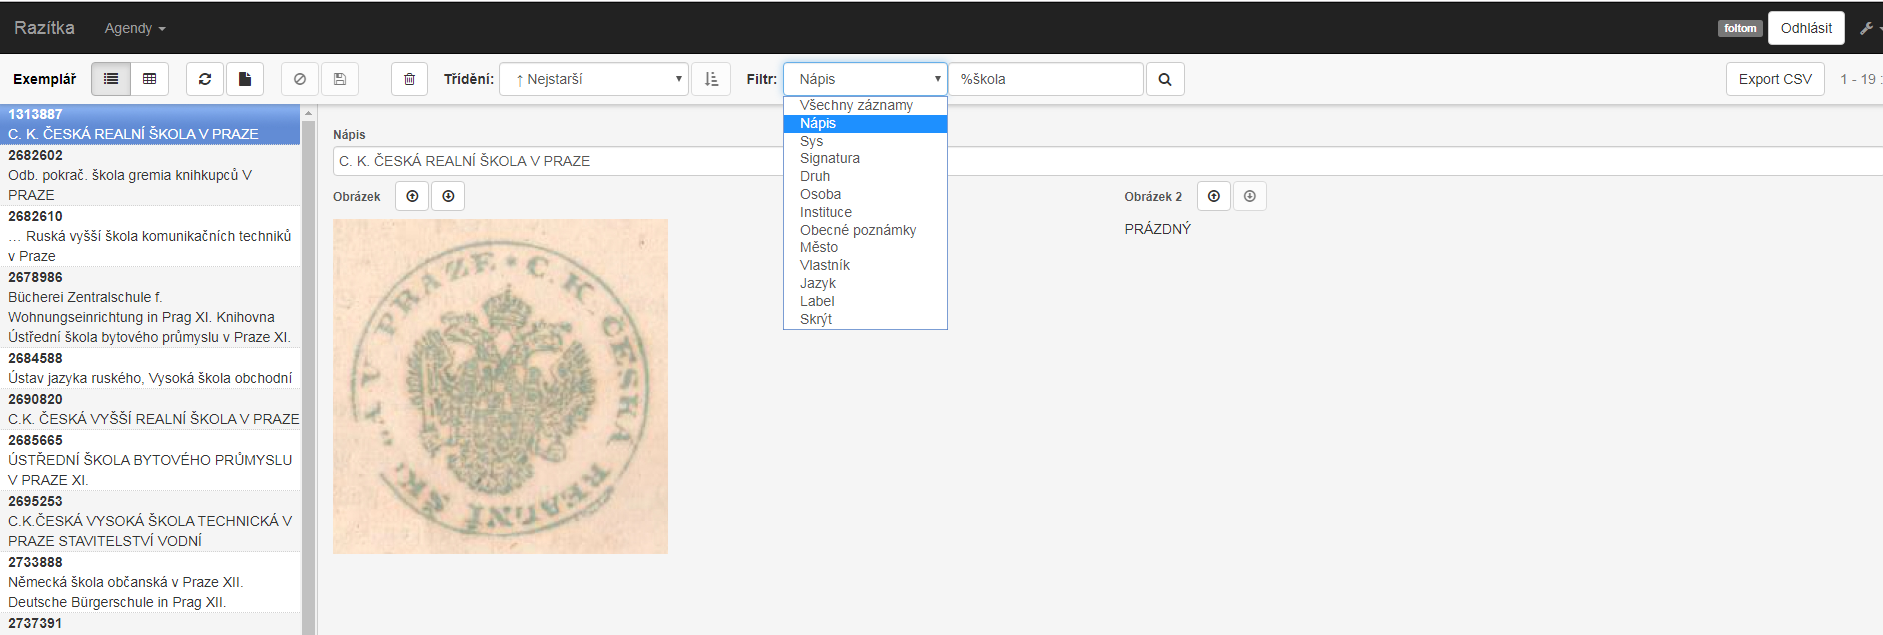 Razítka Agendy foltom Odhlásit
Exemplář Třídění: ↑ Nejstarší Filtr: Nápis %škola Export CSV 1 - 19 :
Všechny záznamy
Nápis
Sys
Signatura
Druh
Osoba
Instituce
Obecné poznámky
Město
Vlastník
Jazyk
Label
Skrýt
1313887
C. K. ČESKÁ REALNÍ ŠKOLA V PRAZE
2682602
Odb. pokrač. škola gremia knihkupců V
PRAZE
2682610
… Ruská vyšší škola komunikačních techniků
v Praze
2678986
Bücherei Zentralschule f.
Wohnungseinrichtung in Prag XI. Knihovna
Ústřední škola bytového průmyslu v Praze XI.
2684588
Ústav jazyka ruského, Vysoká škola obchodní
2690820
C.K. ČESKÁ VYŠŠÍ REALNÍ ŠKOLA V PRAZE
2685665
ÚSTŘEDNÍ ŠKOLA BYTOVÉHO PRŮMYSLU
V PRAZE XI.
2695253
C.K.ČESKÁ VYSOKÁ ŠKOLA TECHNICKÁ V
PRAZE STAVITELSTVÍ VODNÍ
2733888
Německá škola občanská v Praze XII.
Deutsche Bürgerschule in Prag XII.
2737391
Nápis
C. K. ČESKÁ REALNÍ ŠKOLA V PRAZE
Obrázek
Obrázek 2
PRÁZDNÝ
C. K. ČESKÁ REALNÍ V PRAZE